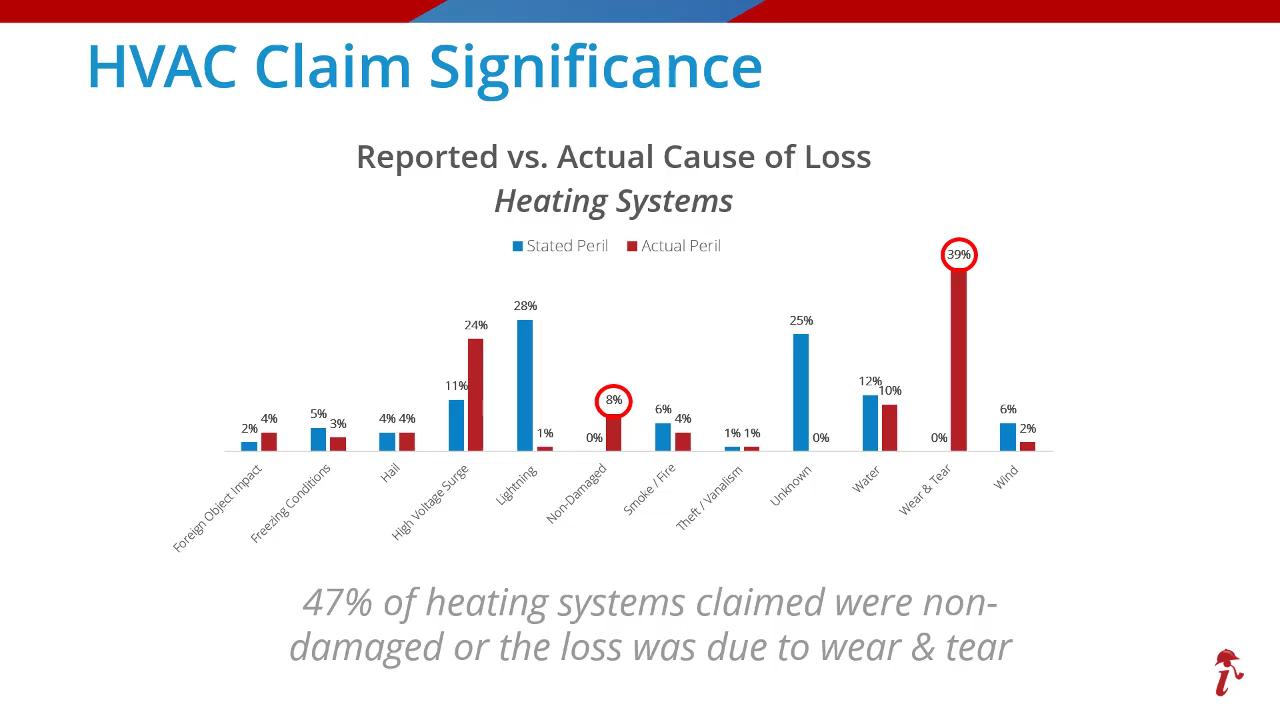 HVAC Claim Significance
Reported vs. Actual Cause of Loss
Heating Systems
Stated Peril Actual Peril
2% 4% 5% 3% 4% 4% 11% 24% 28% 1% 0% 8% 6% 4% 1% 1% 25% 0% 12% 10% 0% 39% 6% 2%
Foreign Object Impact
Freezing Conditions
Hail
High Voltage Surge
Lightning
Non-Damaged
Smoke / Fire
Theft / Vanalism
Unknown
Water
Wear & Tear
Wind
47% of heating systems claimed were non-
damaged or the loss was due to wear & tear
i